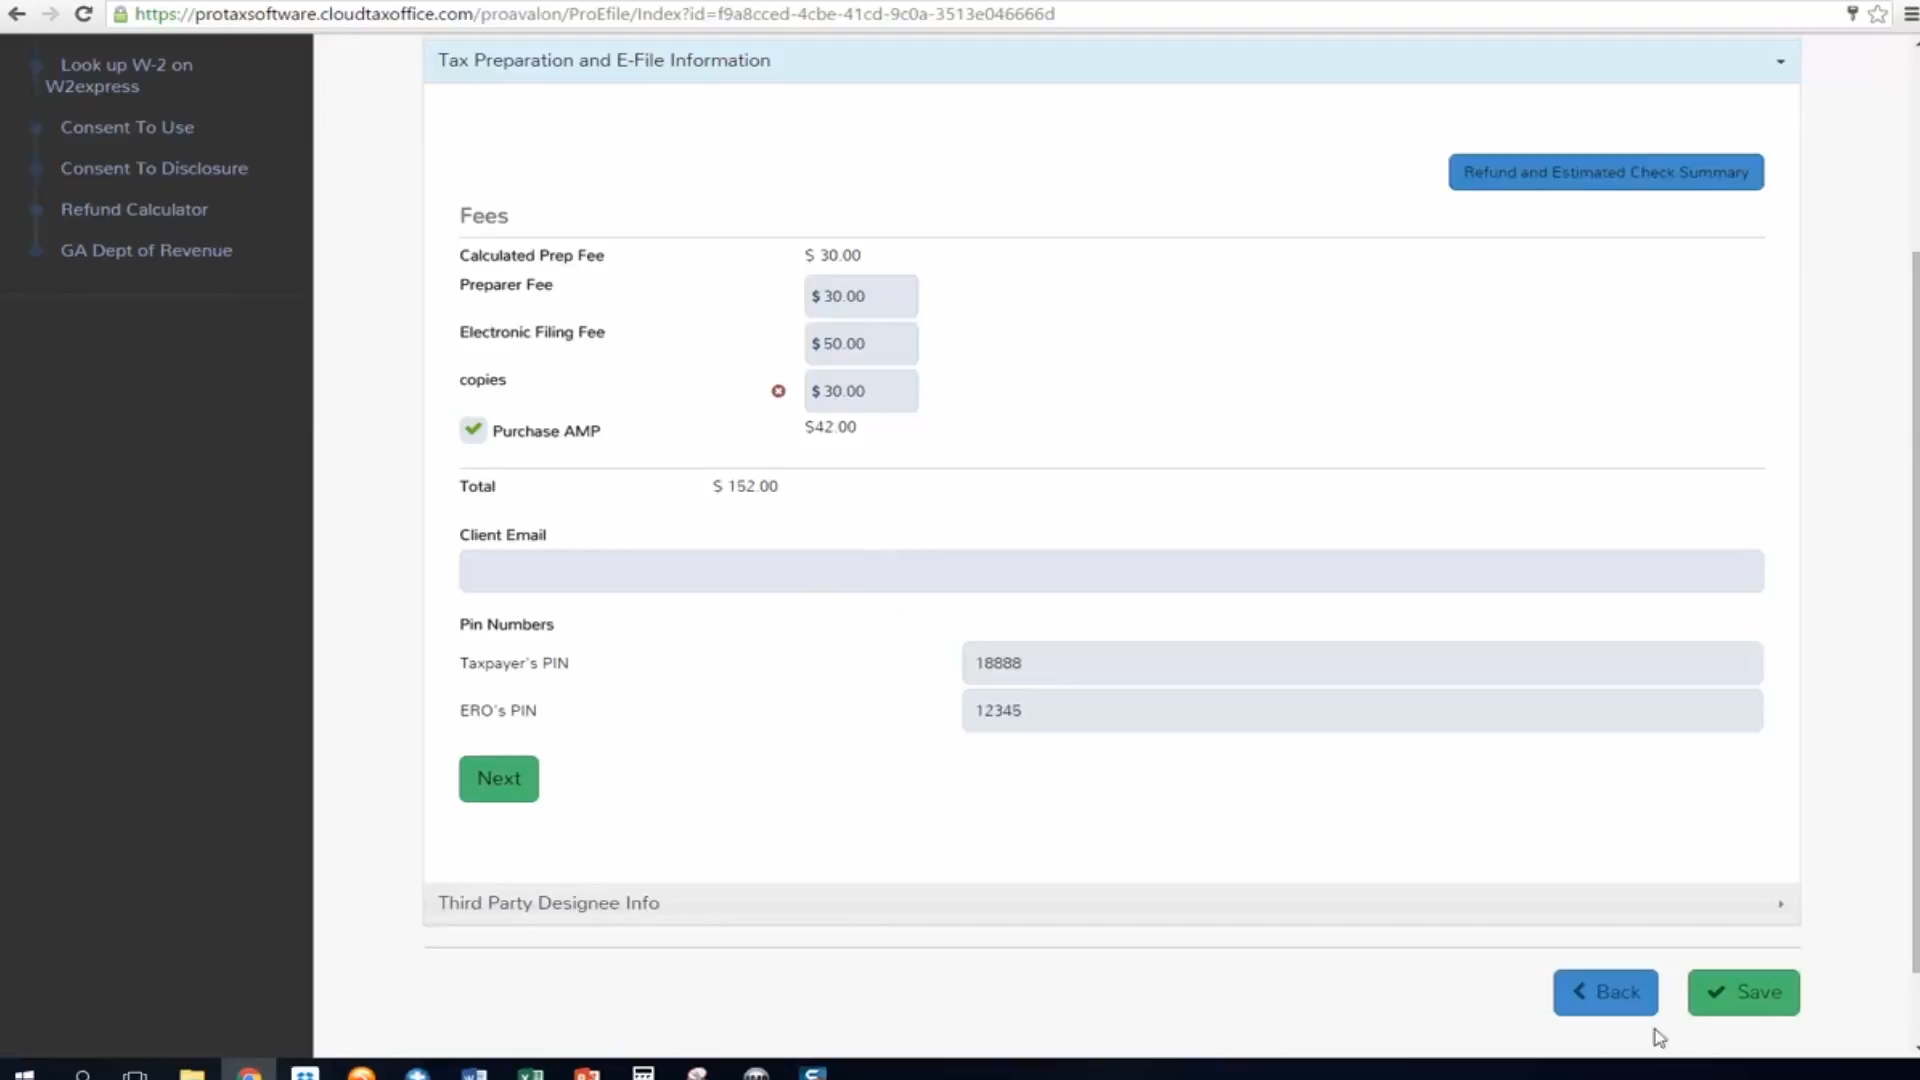 https://protaxsoftware.cloudtaxoffice.com/proavalon/ProEfile/Index?id=f9a8cced-4cbe-41cd-9c0a-3513e046666d
Look up W-2 on
W2express
Consent To Use
Consent To Disclosure
Refund Calculator
GA Dept of Revenue
Tax Preparation and E-File Information
Refund and Estimated Check Summary
Fees
Calculated Prep Fee $ 30.00
Preparer Fee $ 30.00
Electronic Filing Fee $ 50.00
copies $ 30.00
Purchase AMP $42.00
Total $ 152.00
Client Email
Pin Numbers
Taxpayer's PIN 18888
ERO's PIN 12345
Next
Third Party Designee Info
Back Save